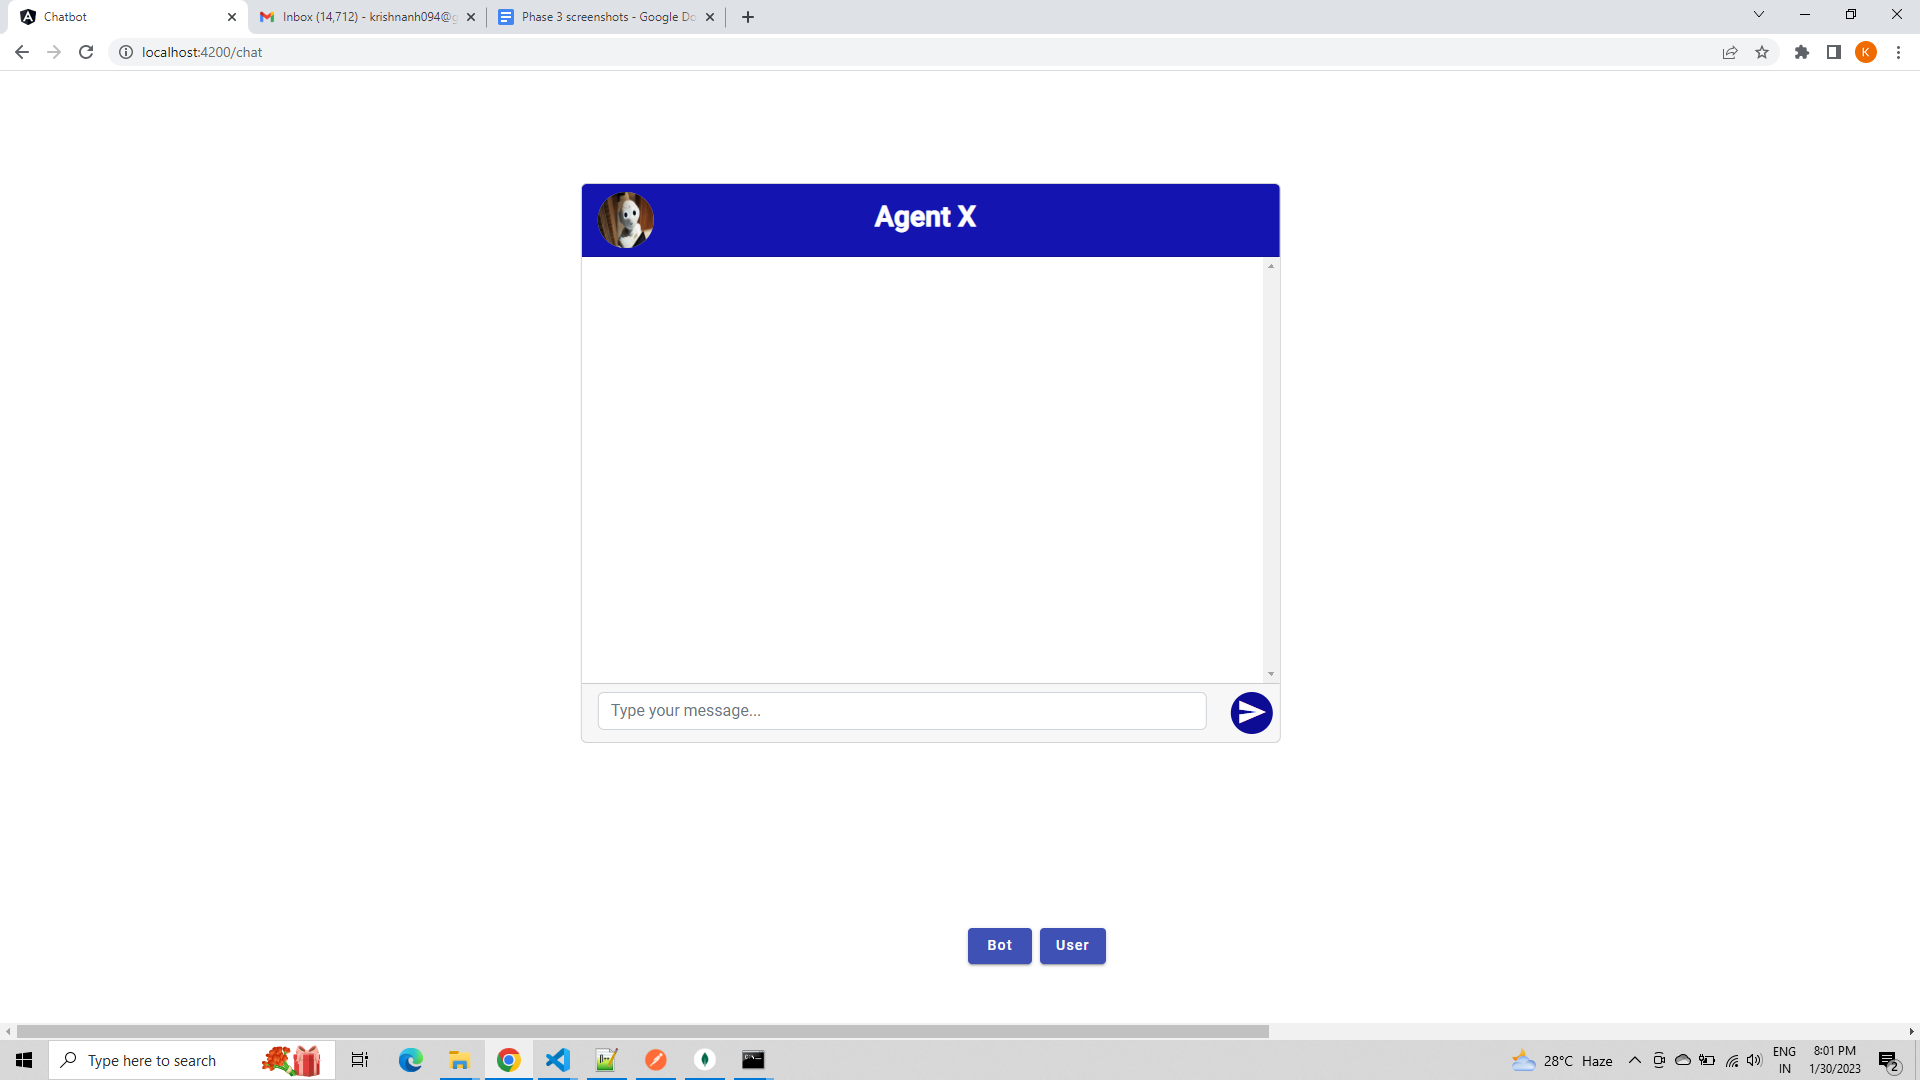 Chatbot
Inbox (14,712) - krishnanh094@g
Phase 3 screenshots - Google Do
localhost:4200/chat
K
Agent X
Type your message...
Bot
User
Type here to search
28°C Haze
ENG
IN
8:01 PM
1/30/2023
2